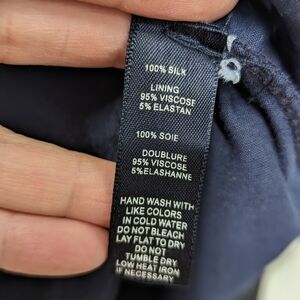 100% SILK
LINING
95% VISCOSE
5% ELASTAN
100% SOIE
DOUBLURE
95% VISCOSE
5%ELASHANNE
HAND WASH WITH
LIKE COLORS
IN COLD WATER
DO NOT BLEACH
LAY FLAT TO DRY
DO NOT
TUMBLE DRY
LOW HEAT IRON
IF NECESSARY